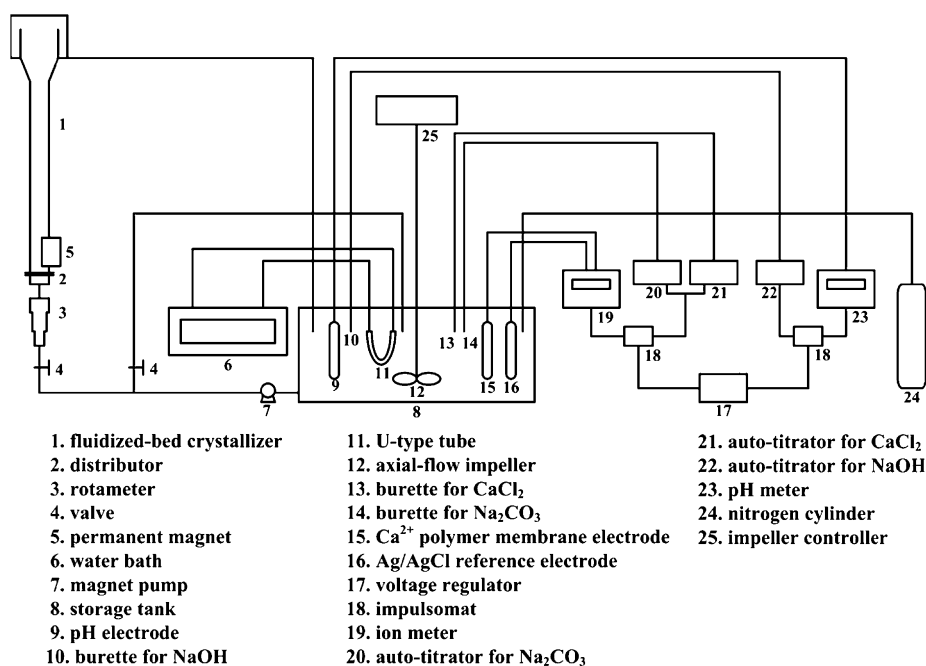 1
25
5
2
3
4
4
6
7
9
10
11
12
8
13
14
15
16
19
20
21
18
17
22
23
18
24
1. fluidized-bed crystallizer
2. distributor
3. rotameter
4. valve
5. permanent magnet
6. water bath
7. magnet pump
8. storage tank
9. pH electrode
10. burette for NaOH
11. U-type tube
12. axial-flow impeller
13. burette for CaCl₂
14. burette for Na₂CO₃
15. Ca²⁺ polymer membrane electrode
16. Ag/AgCl reference electrode
17. voltage regulator
18. impulsomat
19. ion meter
20. auto-titrator for Na₂CO₃
21. auto-titrator for CaCl₂
22. auto-titrator for NaOH
23. pH meter
24. nitrogen cylinder
25. impeller controller